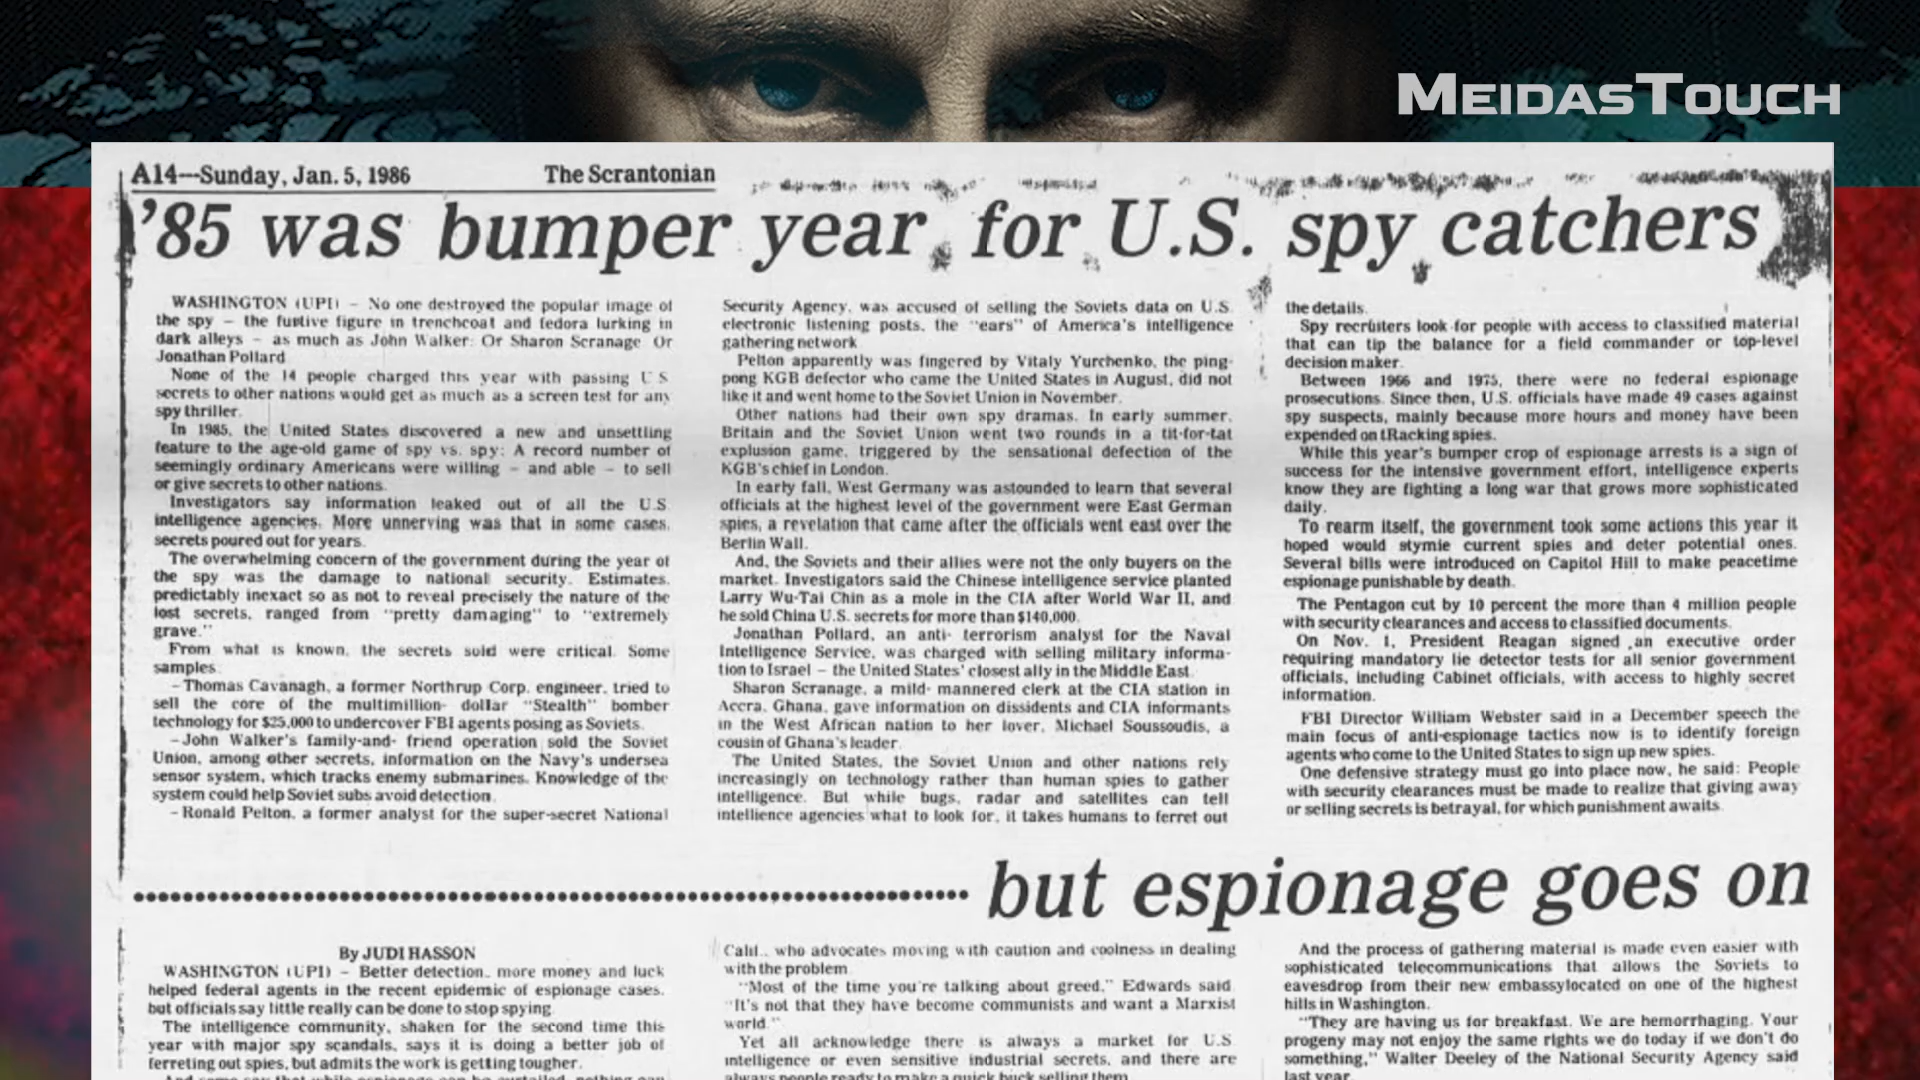 MEIDASTOUCH
A14—Sunday, Jan. 5, 1986
The Scrantonian
'85 was bumper year for U.S. spy catchers
WASHINGTON (UPI) – No one destroyed the popular image of
the spy – the furtive figure in trenchcoat and fedora lurking in
dark alleys – as much as John Walker. Or Sharon Scranage. Or
Jonathan Pollard
None of the 14 people charged this year with passing U S
secrets to other nations would get as much as a screen test for any
spy thriller.
In 1985, the United States discovered a new and unsettling
feature to the age-old game of spy vs. spy: A record number of
seemingly ordinary Americans were willing – and able – to sell
or give secrets to other nations.
Investigators say information leaked out of all the U.S.
intelligence agencies. More unnerving was that in some cases,
secrets poured out for years.
The overwhelming concern of the government during the year of
the spy was the damage to national security. Estimates,
predictably inexact so as not to reveal precisely the nature of the
lost secrets, ranged from "pretty damaging" to "extremely
grave."
From what is known, the secrets sold were critical. Some
samples.
– Thomas Cavanagh, a former Northrup Corp. engineer, tried to
sell the core of the multimillion- dollar "Stealth" bomber
technology for $25,000 to undercover FBI agents posing as Soviets.
– John Walker's family-and- friend operation sold the Soviet
Union, among other secrets, information on the Navy's undersea
sensor system, which tracks enemy submarines. Knowledge of the
system could help Soviet subs avoid detection.
– Ronald Pelton, a former analyst for the super-secret National
Security Agency, was accused of selling the Soviets data on U.S.
electronic listening posts, the "ears" of America's intelligence
gathering network
Pelton apparently was fingered by Vitaly Yurchenko, the ping-
pong KGB defector who came the United States in August, did not
like it and went home to the Soviet Union in November.
Other nations had their own spy dramas. In early summer,
Britain and the Soviet Union went two rounds in a tit-for-tat
explusion game, triggered by the sensational defection of the
KGB's chief in London.
In early fall, West Germany was astounded to learn that several
officials at the highest level of the government were East German
spies, a revelation that came after the officials went east over the
Berlin Wall.
And, the Soviets and their allies were not the only buyers on the
market. Investigators said the Chinese intelligence service planted
Larry Wu-Tai Chin as a mole in the CIA after World War II, and
he sold China U.S. secrets for more than $140,000.
Jonathan Pollard, an anti- terrorism analyst for the Naval
Intelligence Service, was charged with selling military informa-
tion to Israel – the United States' closest ally in the Middle East.
Sharon Scranage, a mild- mannered clerk at the CIA station in
Accra, Ghana, gave information on dissidents and CIA informants
in the West African nation to her lover, Michael Soussoudis, a
cousin of Ghana's leader.
The United States, the Soviet Union and other nations rely
increasingly on technology rather than human spies to gather
intelligence. But while bugs, radar and satellites can tell
intellience agencies what to look for, it takes humans to ferret out
the details.
Spy recruiters look for people with access to classified material
that can tip the balance for a field commander or top-level
decision maker.
Between 1966 and 1975, there were no federal espionage
prosecutions. Since then, U.S. officials have made 49 cases against
spy suspects, mainly because more hours and money have been
expended on tRacking spies.
While this year's bumper crop of espionage arrests is a sign of
success for the intensive government effort, intelligence experts
know they are fighting a long war that grows more sophisticated
daily.
To rearm itself, the government took some actions this year it
hoped would stymie current spies and deter potential ones.
Several bills were introduced on Capitol Hill to make peacetime
espionage punishable by death.
The Pentagon cut by 10 percent the more than 4 million people
with security clearances and access to classified documents.
On Nov. 1, President Reagan signed an executive order
requiring mandatory lie detector tests for all senior government
officials, including Cabinet officials, with access to highly secret
information.
FBI Director William Webster said in a December speech the
main focus of anti-espionage tactics now is to identify foreign
agents who come to the United States to sign up new spies.
One defensive strategy must go into place now, he said: People
with security clearances must be made to realize that giving away
or selling secrets is betrayal, for which punishment awaits
but espionage goes on
By JUDI HASSON
WASHINGTON (UPI) – Better detection, more money and luck
helped federal agents in the recent epidemic of espionage cases,
but officials say little really can be done to stop spying.
The intelligence community, shaken for the second time this
year with major spy scandals, says it is doing a better job of
ferreting out spies, but admits the work is getting tougher.
Calif., who advocates moving with caution and coolness in dealing
with the problem
"Most of the time you're talking about greed," Edwards said.
"It's not that they have become communists and want a Marxist
world."
Yet all acknowledge there is always a market for U.S
intelligence or even sensitive industrial secrets, and there are
always people ready to make a quick buck selling them
And the process of gathering material is made even easier with
sophisticated telecommunications that allows the Soviets to
eavesdrop from their new embassylocated on one of the highest
hills in Washington.
"They are having us for breakfast. We are hemorrhaging. Your
progeny may not enjoy the same rights we do today if we don't do
something," Walter Deeley of the National Security Agency said
last year.